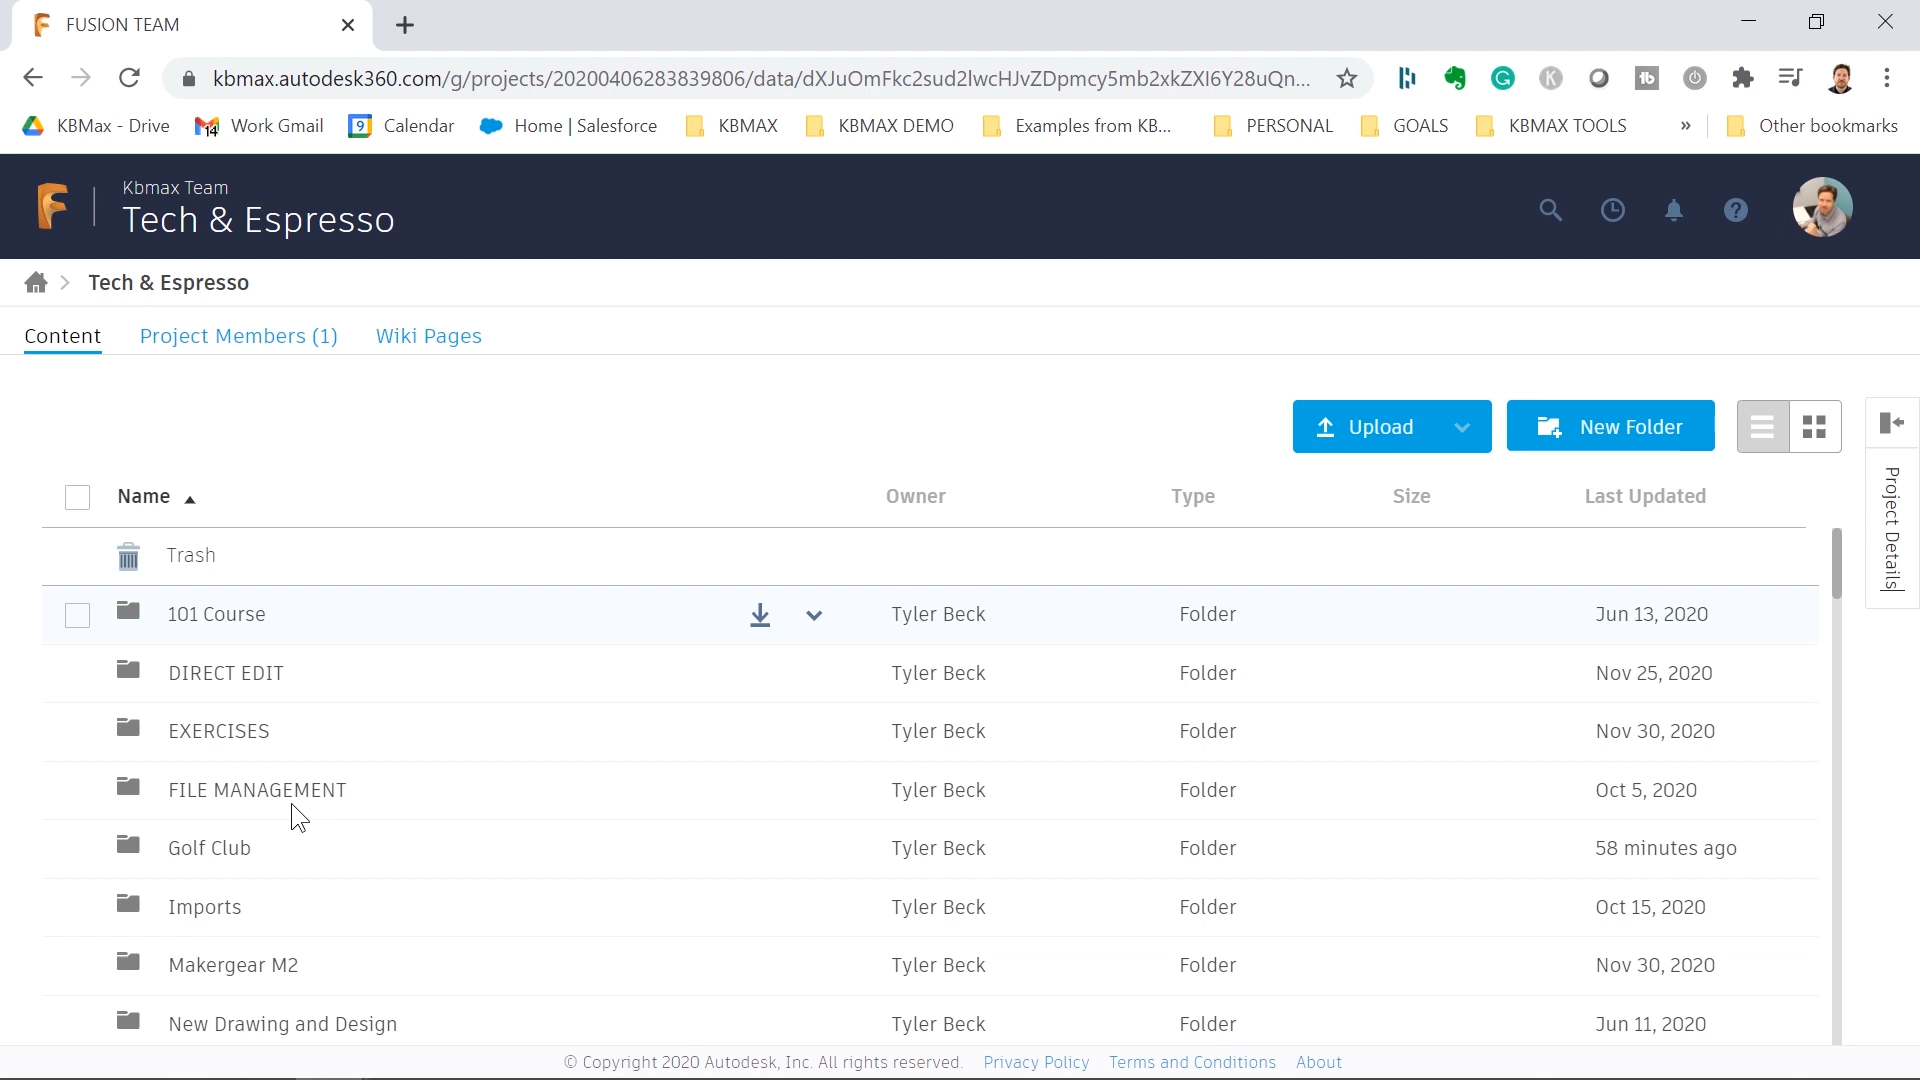 FUSION TEAM
kbmax.autodesk360.com/g/projects/20200406283839806/data/dXJuOmFkc2sud2lwcHJvZDpmcy5mb2xkZXI6Y28uQn...
KBMax - Drive
14 Work Gmail
9 Calendar
Home | Salesforce
KBMAX
KBMAX DEMO
Examples from KB...
PERSONAL
GOALS
KBMAX TOOLS
»
Other bookmarks
Kbmax Team
Tech & Espresso
Tech & Espresso
Content Project Members (1) Wiki Pages
Upload New Folder
Project Details
Name Owner Type Size Last Updated
Trash
101 Course Tyler Beck Folder Jun 13, 2020
DIRECT EDIT Tyler Beck Folder Nov 25, 2020
EXERCISES Tyler Beck Folder Nov 30, 2020
FILE MANAGEMENT Tyler Beck Folder Oct 5, 2020
Golf Club Tyler Beck Folder 58 minutes ago
Imports Tyler Beck Folder Oct 15, 2020
Makergear M2 Tyler Beck Folder Nov 30, 2020
New Drawing and Design Tyler Beck Folder Jun 11, 2020
© Copyright 2020 Autodesk, Inc. All rights reserved. Privacy Policy Terms and Conditions About